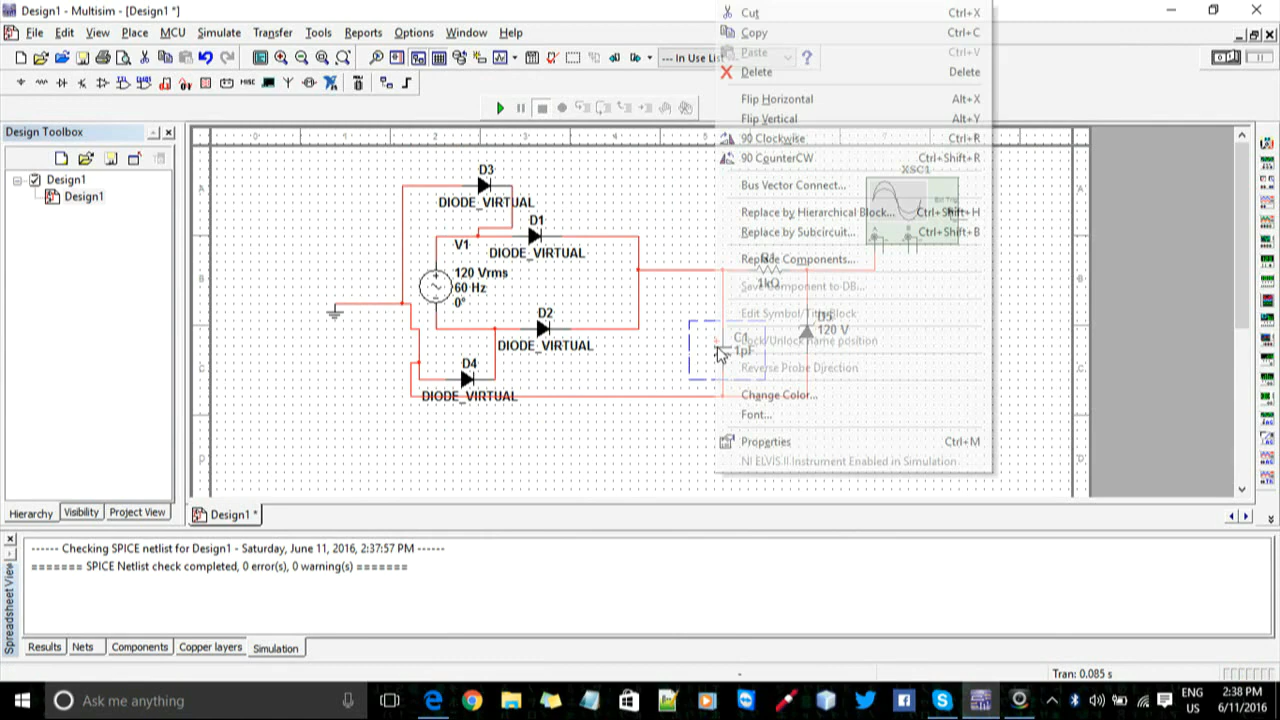 Design1 - Multisim - [Design1 *]
File Edit View Place MCU Simulate Transfer Tools Reports Options Window Help
--- In Use List
Cut Ctrl+X
Copy Ctrl+C
Paste Ctrl+V
Delete Delete
Flip Horizontal Alt+X
Flip Vertical Alt+Y
90 Clockwise Ctrl+R
90 CounterCW Ctrl+Shift+R
Bus Vector Connect...
Replace by Hierarchical Block... Ctrl+Shift+H
Replace by Subcircuit... Ctrl+Shift+B
Replace Components...
Save Component to DB...
Edit Symbol/Title Block
Lock/Unlock name position
Reverse Probe Direction
Change Color...
Font...
Properties Ctrl+M
NI ELVIS II Instrument Enabled in Simulation
Design Toolbox
Design1
Design1
Hierarchy Visibility Project View
Design1 *
D3
DIODE_VIRTUAL
D1
DIODE_VIRTUAL
V1
120 Vrms
60 Hz
0°
D2
DIODE_VIRTUAL
D4
DIODE_VIRTUAL
XSC1
1kΩ
D5
120 V
C1
1pF
Spreadsheet View
------ Checking SPICE netlist for Design1 - Saturday, June 11, 2016, 2:37:57 PM ------
======= SPICE Netlist check completed, 0 error(s), 0 warning(s) =======
Results Nets Components Copper layers Simulation
Tran: 0.085 s
Ask me anything
ENG
US
2:38 PM
6/11/2016